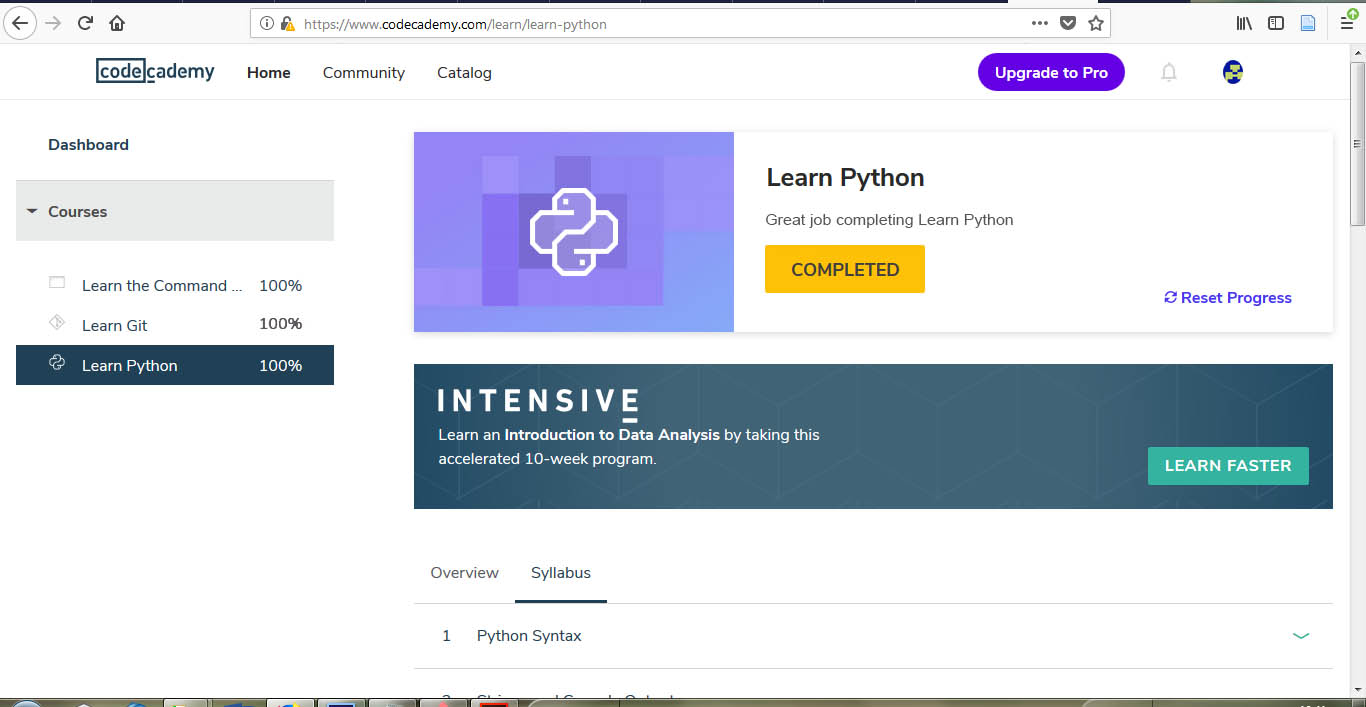 https://www.codecademy.com/learn/learn-python
codecademy
Home
Community
Catalog
Upgrade to Pro
Dashboard
Courses
Learn the Command ... 100%
Learn Git 100%
Learn Python 100%
Learn Python
Great job completing Learn Python
COMPLETED
Reset Progress
INTENSIVE
Learn an Introduction to Data Analysis by taking this
accelerated 10-week program.
LEARN FASTER
Overview
Syllabus
1 Python Syntax